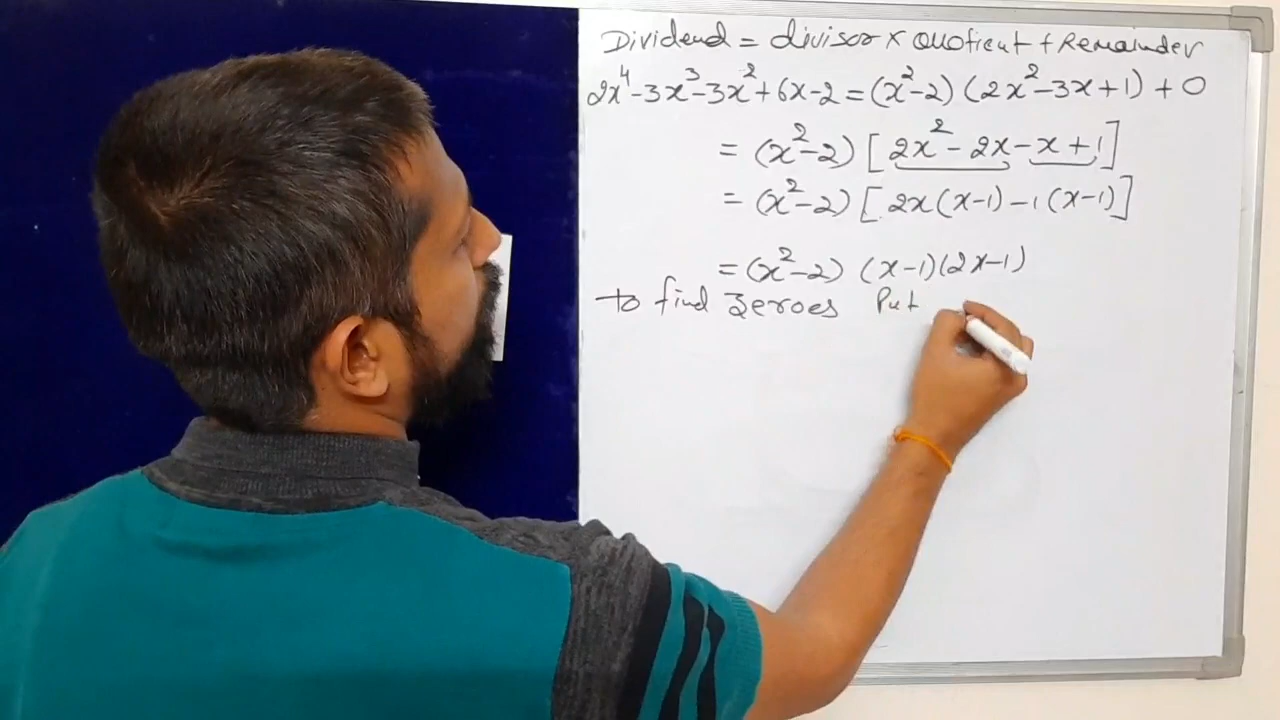 Dividend = divisor × Quotient + Remainder
2x⁴-3x³-3x²+6x-2 = (x²-2) (2x²-3x+1) + 0
= (x²-2) [2x²-2x-x+1]
= (x²-2) [2x(x-1)-1(x-1)]
= (x²-2) (x-1)(2x-1)
to find zeroes Put